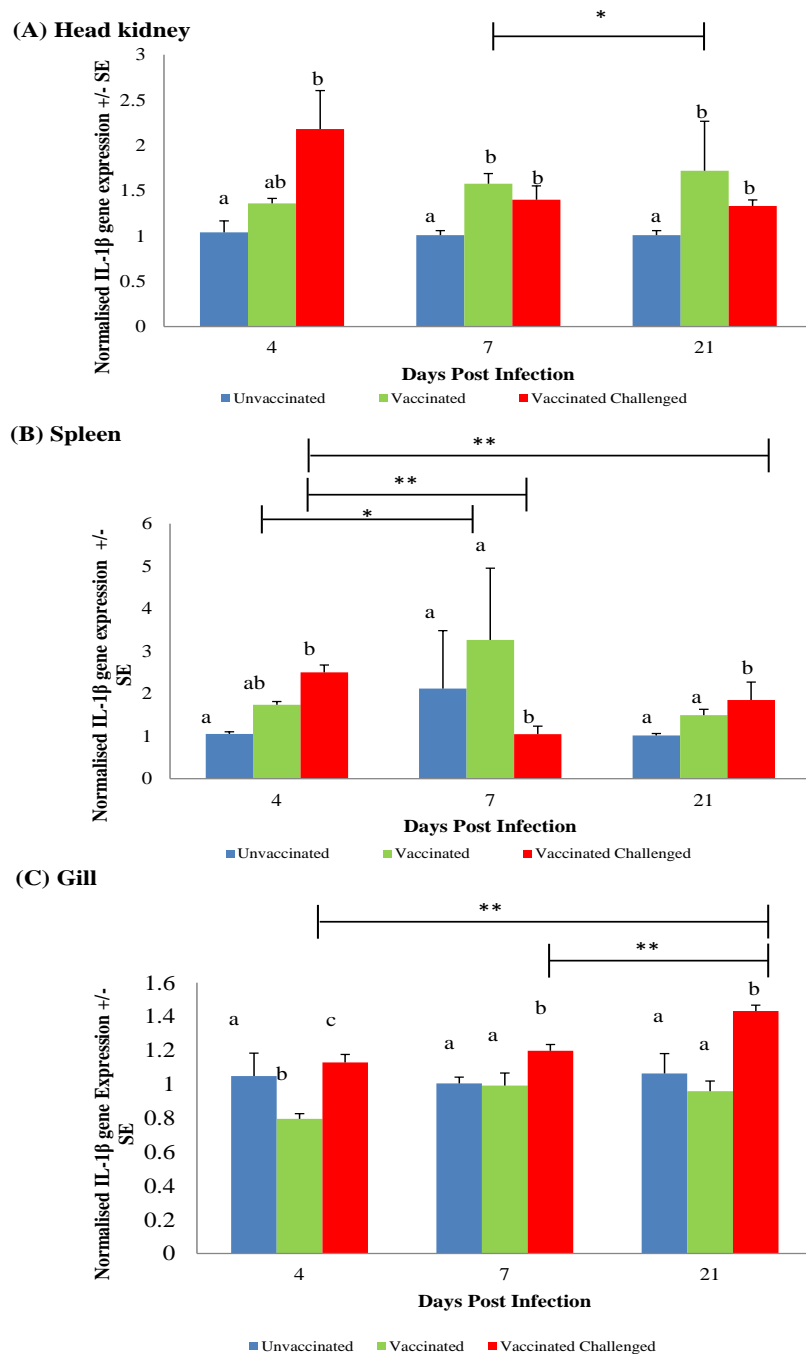 (A) Head kidney
*
Normalised IL-1β gene expression +/- SE
3
2.5
2
1.5
1
0.5
0
a
ab
b
a
b
b
a
b
b
4
7
21
Days Post Infection
Unvaccinated
Vaccinated
Vaccinated Challenged
(B) Spleen
**
**
*
Normalised IL-1β gene expression +/-
SE
6
5
4
3
2
1
0
a
ab
b
a
a
b
a
a
b
4
7
21
Days Post Infection
Unvaccinated
Vaccinated
Vaccinated Challenged
(C) Gill
**
**
Normalised IL-1β gene Expression +/-
SE
1.6
1.4
1.2
1
0.8
0.6
0.4
0.2
0
a
b
c
a
a
b
a
a
b
4
7
21
Days Post Infection
Unvaccinated
Vaccinated
Vaccinated Challenged